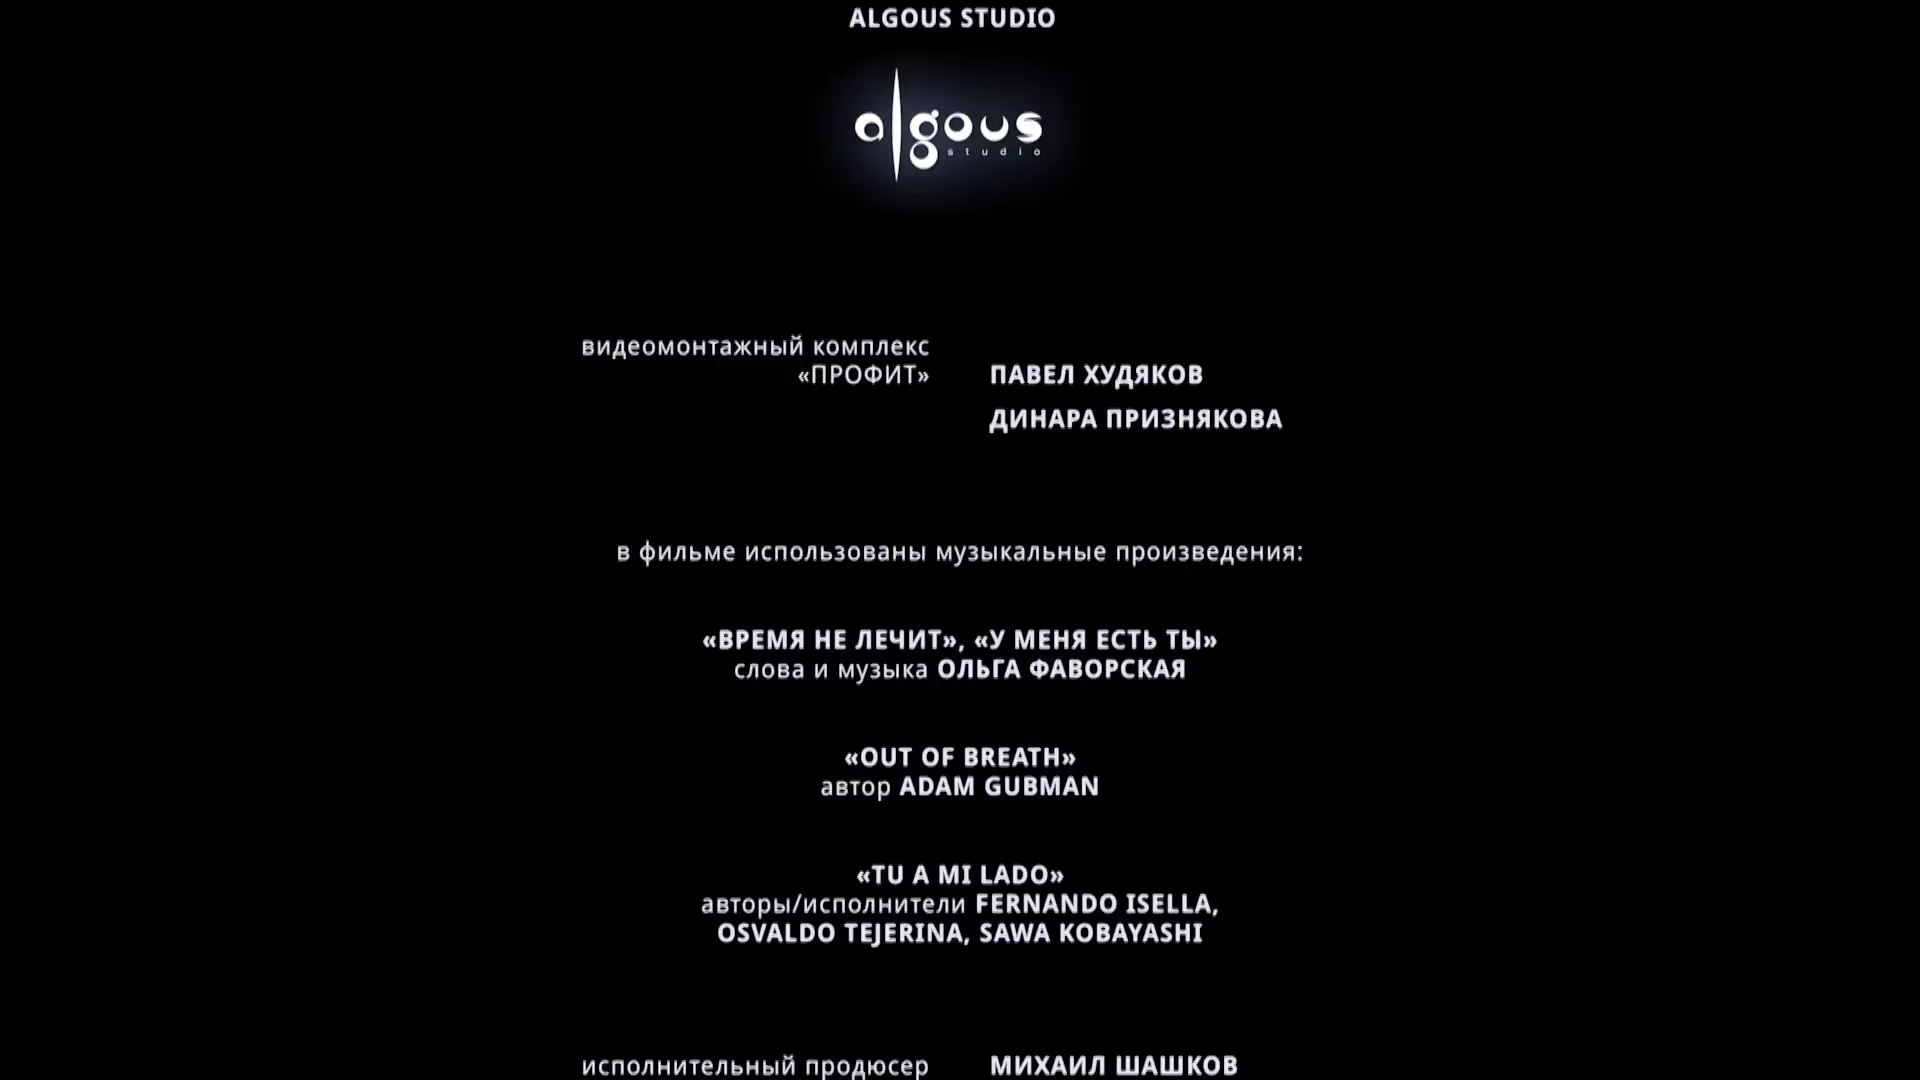 ALGOUS STUDIO
algous
studio
видеомонтажный комплекс
«ПРОФИТ» ПАВЕЛ ХУДЯКОВ
ДИНАРА ПРИЗНЯКОВА
в фильме использованы музыкальные произведения:
«ВРЕМЯ НЕ ЛЕЧИТ», «У МЕНЯ ЕСТЬ ТЫ»
слова и музыка ОЛЬГА ФАВОРСКАЯ
«OUT OF BREATH»
автор ADAM GUBMAN
«TU A MI LADO»
авторы/исполнители FERNANDO ISELLA,
OSVALDO TEJERINA, SAWA KOBAYASHI
исполнительный продюсер МИХАИЛ ШАШКОВ